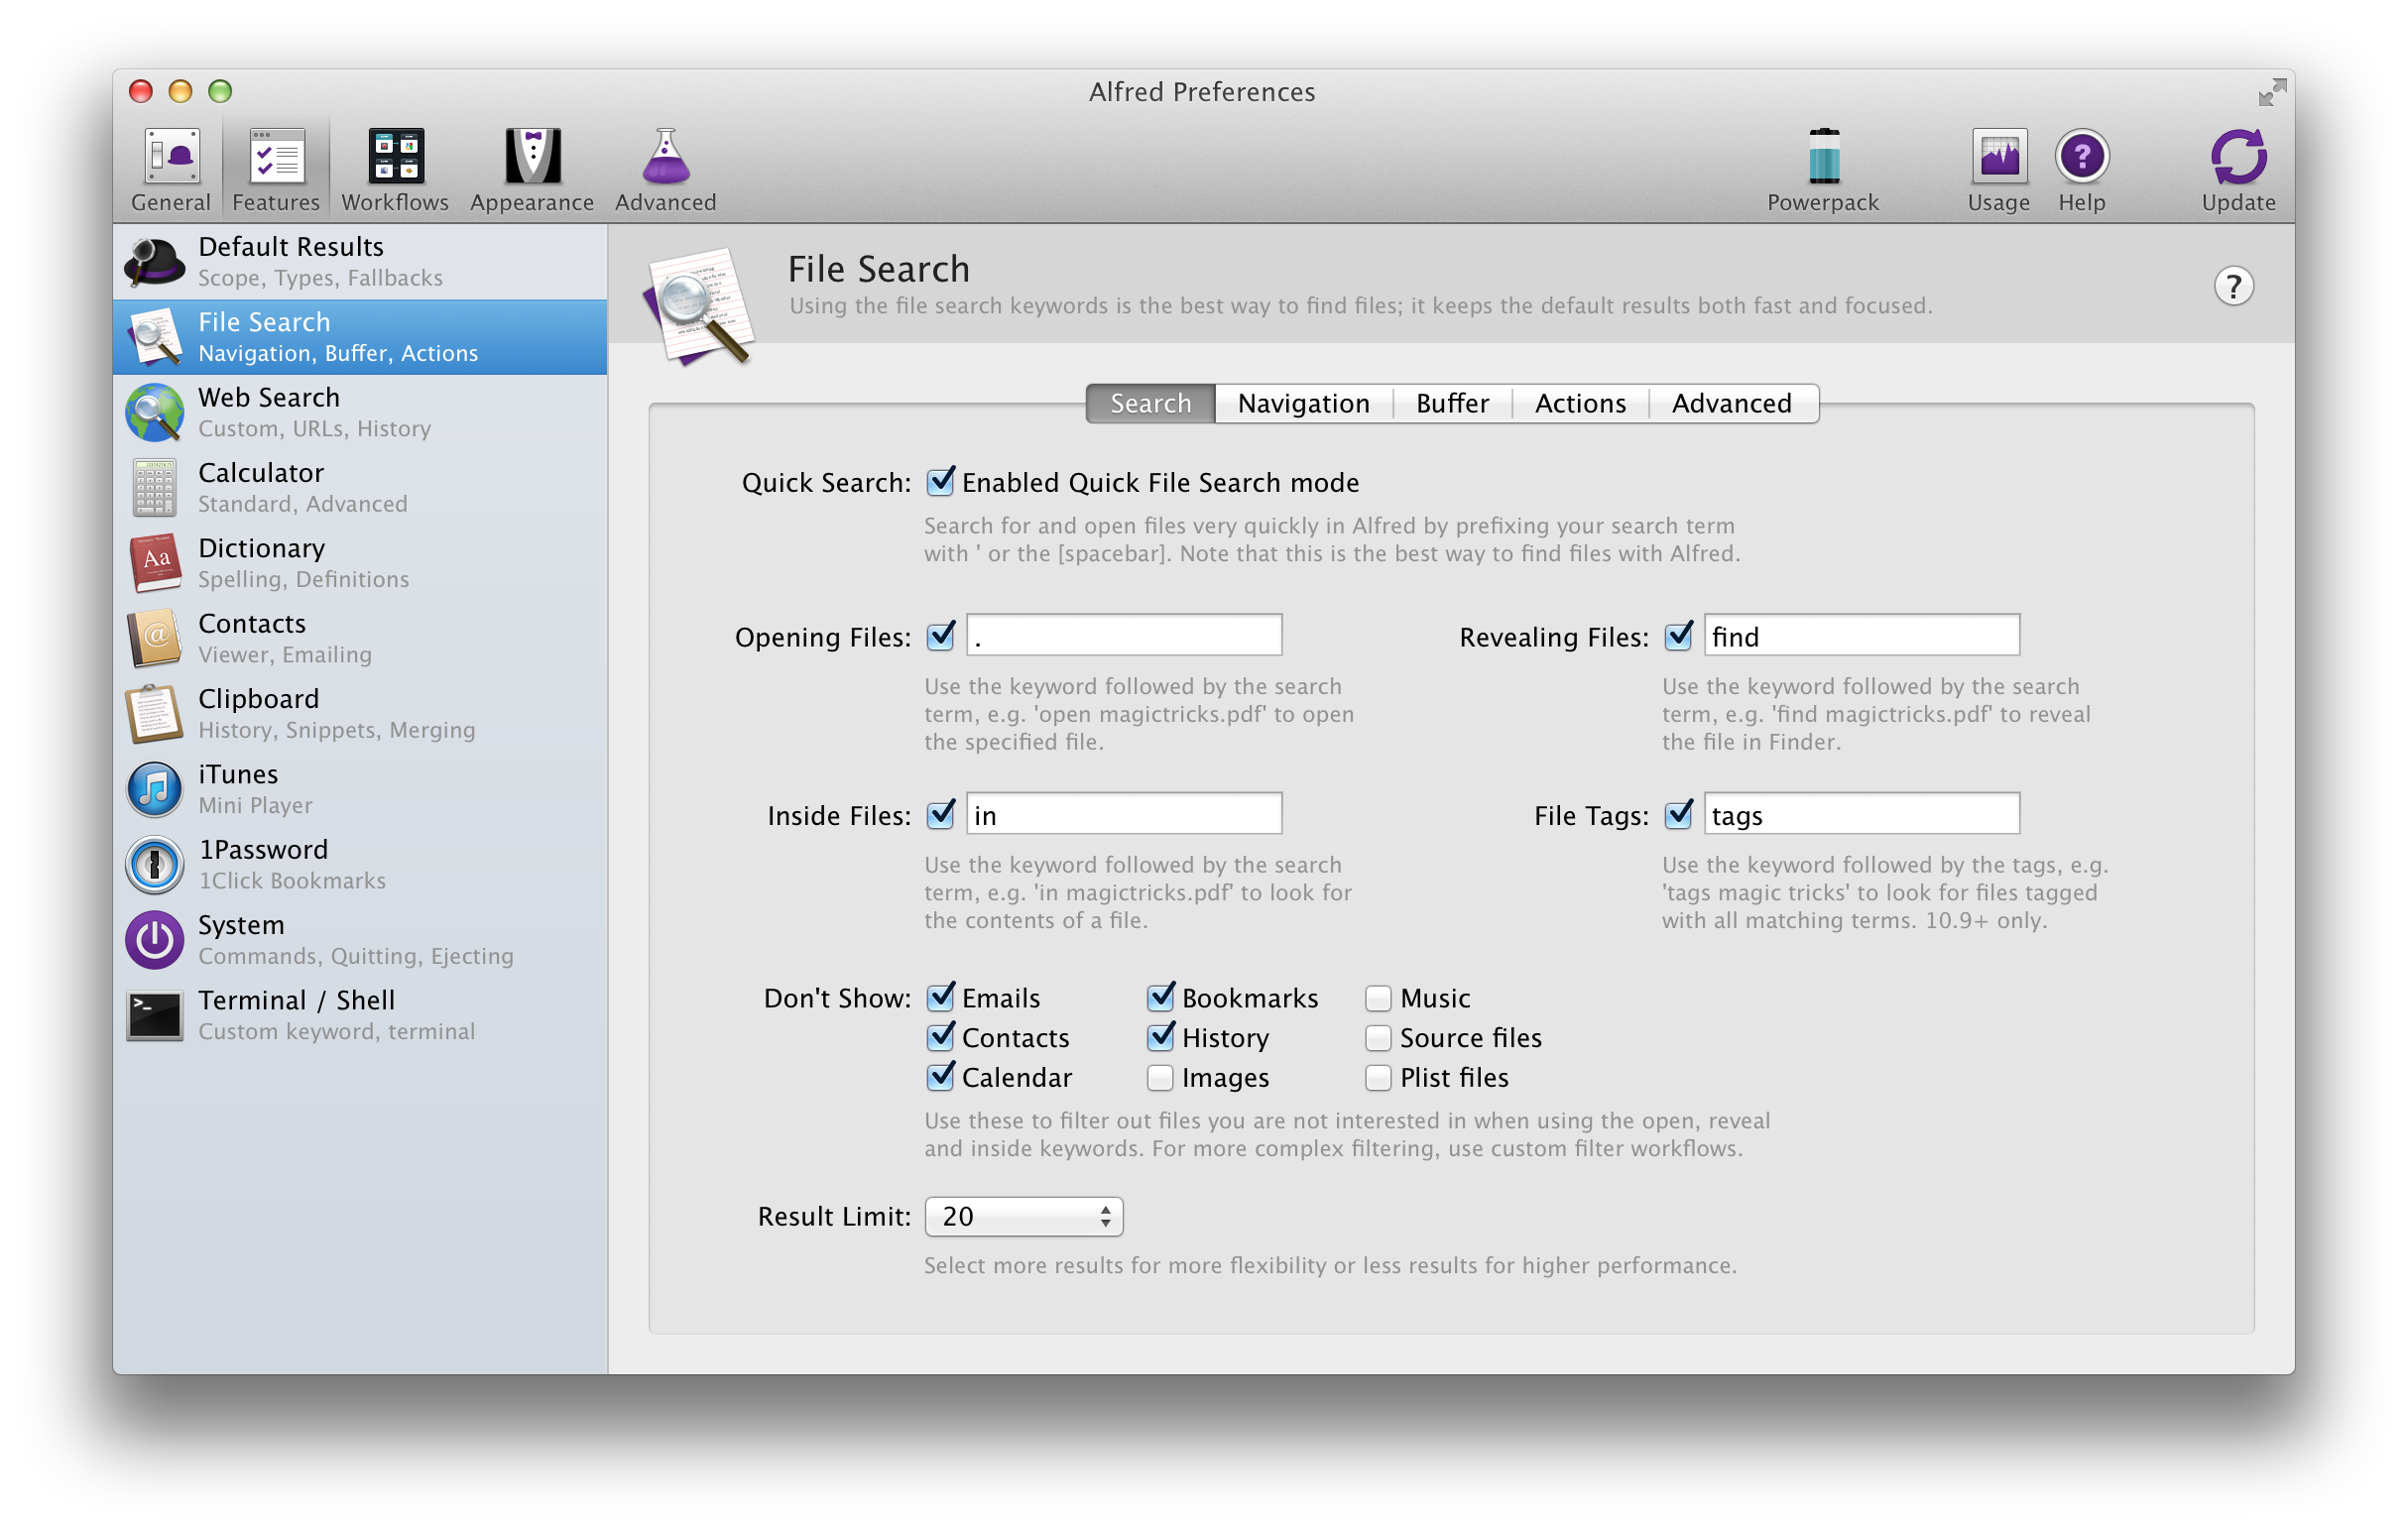 Alfred Preferences
General
Features
Workflows
Appearance
Advanced
Powerpack
Usage
Help
Update
Default Results
Scope, Types, Fallbacks
File Search
Navigation, Buffer, Actions
Web Search
Custom, URLs, History
Calculator
Standard, Advanced
Aa
Dictionary
Spelling, Definitions
Contacts
Viewer, Emailing
Clipboard
History, Snippets, Merging
iTunes
Mini Player
1Password
1Click Bookmarks
System
Commands, Quitting, Ejecting
Terminal / Shell
Custom keyword, terminal
File Search
Using the file search keywords is the best way to find files; it keeps the default results both fast and focused.
?
Search
Navigation
Buffer
Actions
Advanced
Quick Search: Enabled Quick File Search mode
Search for and open files very quickly in Alfred by prefixing your search term
with ' or the [spacebar]. Note that this is the best way to find files with Alfred.
Opening Files: .
Use the keyword followed by the search
term, e.g. 'open magictricks.pdf' to open
the specified file.
Revealing Files: find
Use the keyword followed by the search
term, e.g. 'find magictricks.pdf' to reveal
the file in Finder.
Inside Files: in
Use the keyword followed by the search
term, e.g. 'in magictricks.pdf' to look for
the contents of a file.
File Tags: tags
Use the keyword followed by the tags, e.g.
'tags magic tricks' to look for files tagged
with all matching terms. 10.9+ only.
Don't Show: Emails Bookmarks Music
Contacts History Source files
Calendar Images Plist files
Use these to filter out files you are not interested in when using the open, reveal
and inside keywords. For more complex filtering, use custom filter workflows.
Result Limit: 20
Select more results for more flexibility or less results for higher performance.